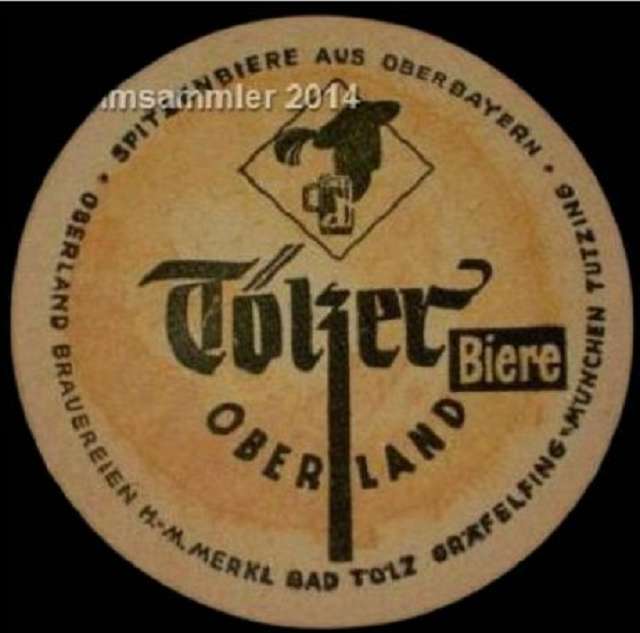 SPITZENBIERE AUS OBERBAYERN ·
msammler 2014
Tölzer
Biere
OBERLAND
OBERLAND BRAUEREIEN H.-M. MERKL BAD TÖLZ GRÄFELFING-MÜNCHEN TUTZING